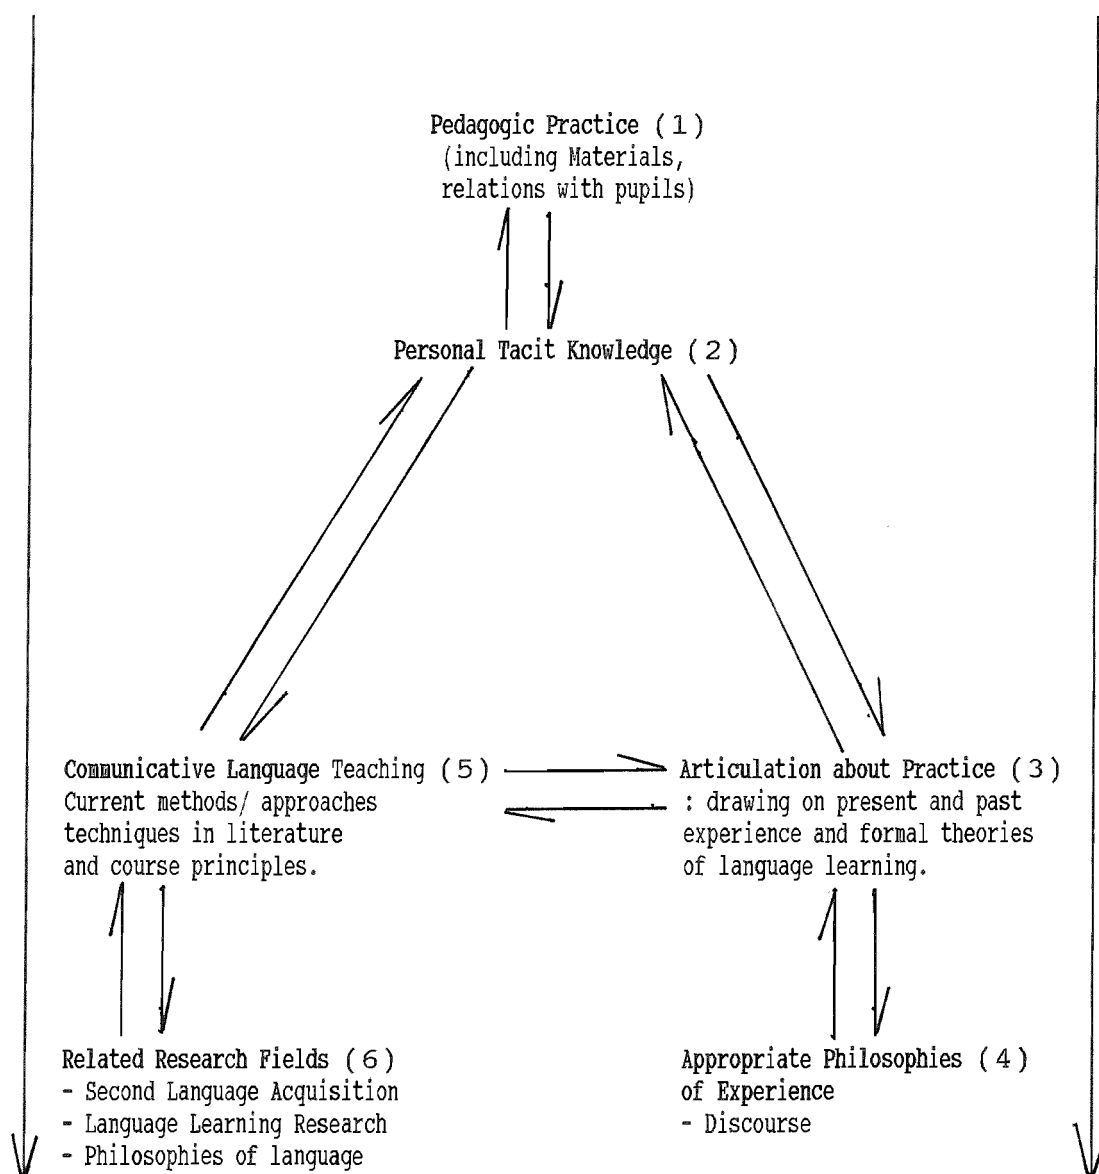 Pedagogic Practice (1)
(including Materials,
relations with pupils)
Personal Tacit Knowledge (2)
Communicative Language Teaching (5)
Current methods/ approaches
techniques in literature
and course principles.
Articulation about Practice (3)
: drawing on present and past
experience and formal theories
of language learning.
Related Research Fields (6)
- Second Language Acquisition
- Language Learning Research
- Philosophies of language
Appropriate Philosophies (4)
of Experience
- Discourse